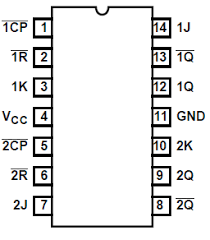 1CP̅ 1 14 1J
1R̅ 2 13 1Q̅
1K 3 12 1Q
VCC 4 11 GND
2CP̅ 5 10 2K
2R̅ 6 9 2Q
2J 7 8 2Q̅